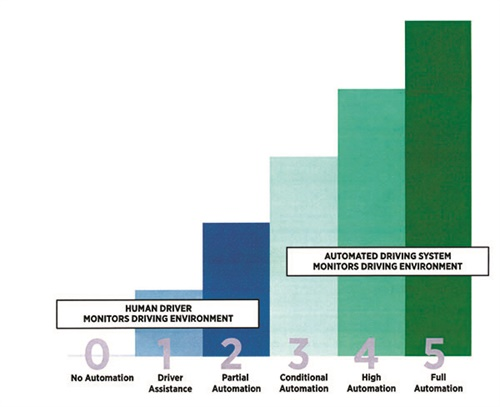 AUTOMATED DRIVING SYSTEM
MONITORS DRIVING ENVIRONMENT
HUMAN DRIVER
MONITORS DRIVING ENVIRONMENT
0 1 2 3 4 5
No Automation Driver Partial Conditional High Full
Assistance Automation Automation Automation Automation